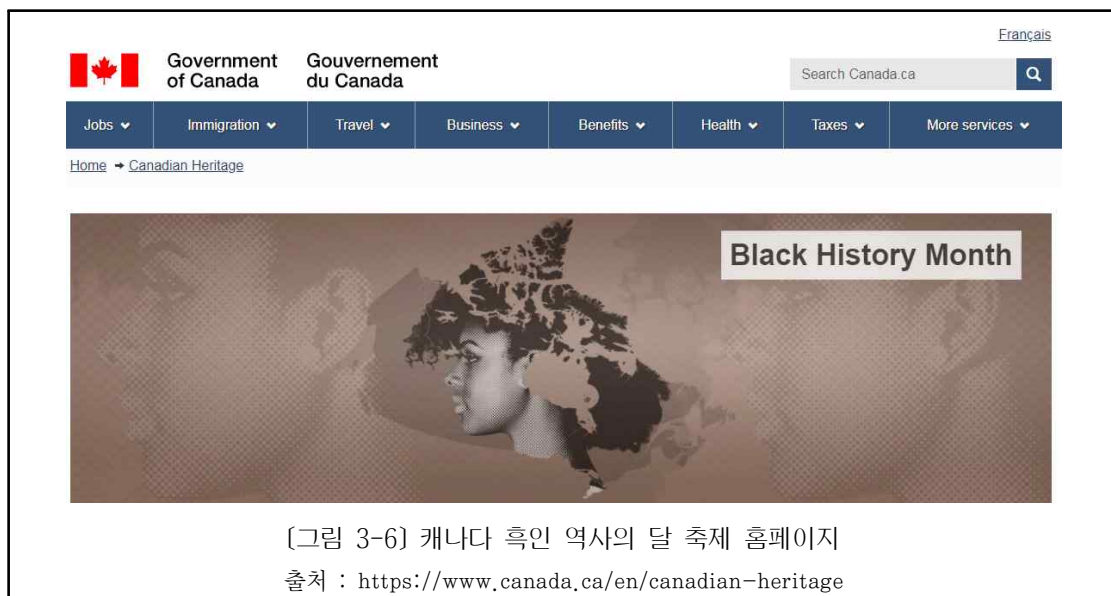 Français
Government of Canada
Gouvernement du Canada
Search Canada.ca
Jobs Immigration Travel Business Benefits Health Taxes More services
Home → Canadian Heritage
Black History Month
〔그림 3-6〕 캐나다 흑인 역사의 달 축제 홈페이지
출처 : https://www.canada.ca/en/canadian-heritage